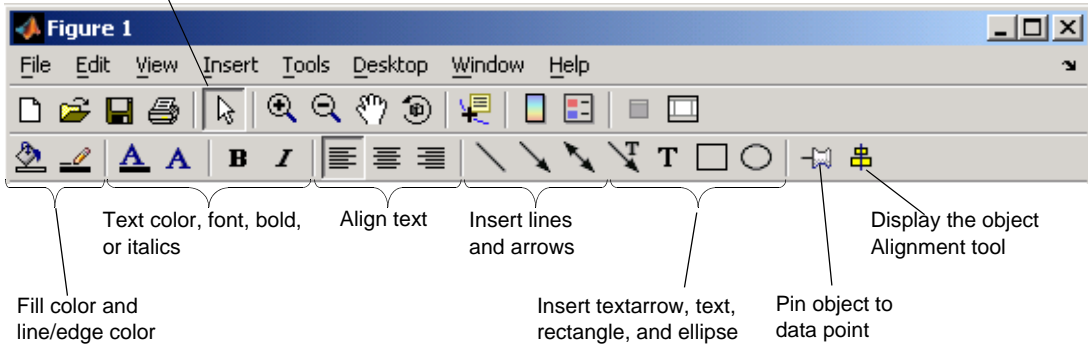 Figure 1
File Edit View Insert Tools Desktop Window Help
A A B I T T
Text color, font, bold,
or italics
Align text
Insert lines
and arrows
Display the object
Alignment tool
Fill color and
line/edge color
Insert textarrow, text,
rectangle, and ellipse
Pin object to
data point